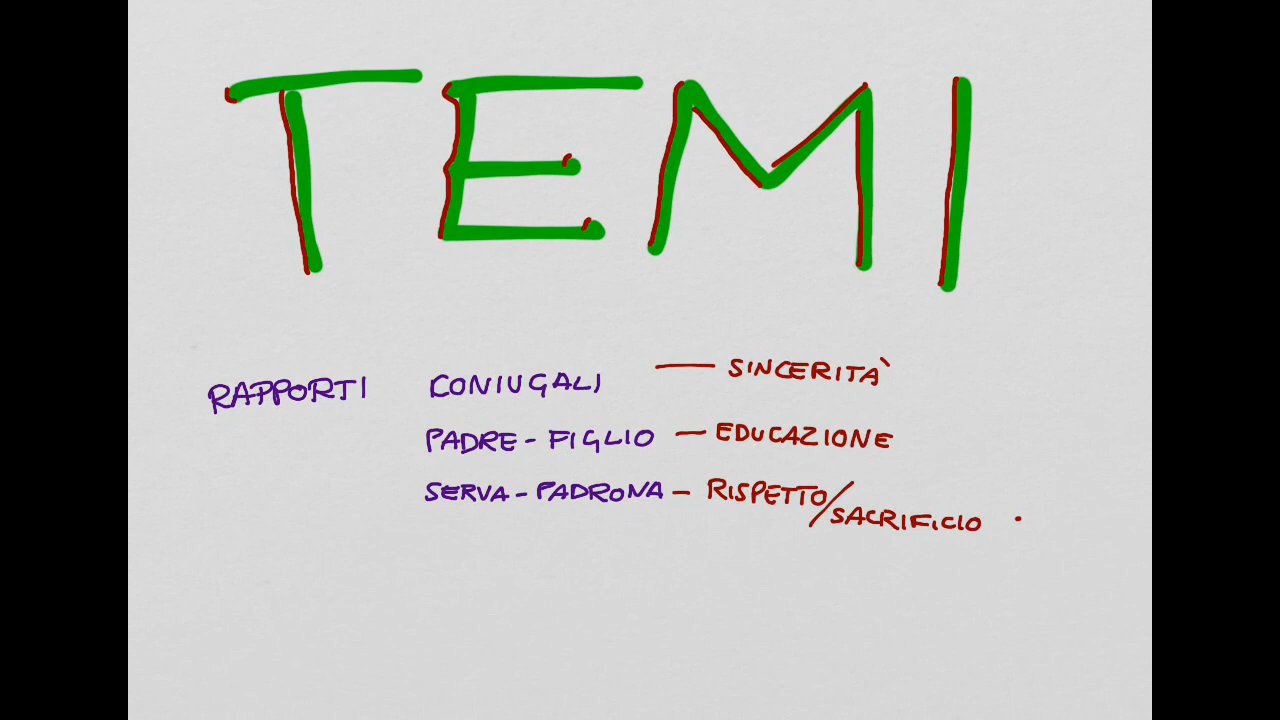 TEMI
RAPPORTI CONIUGALI — SINCERITÀ
PADRE - FIGLIO — EDUCAZIONE
SERVA - PADRONA — RISPETTO/SACRIFICIO